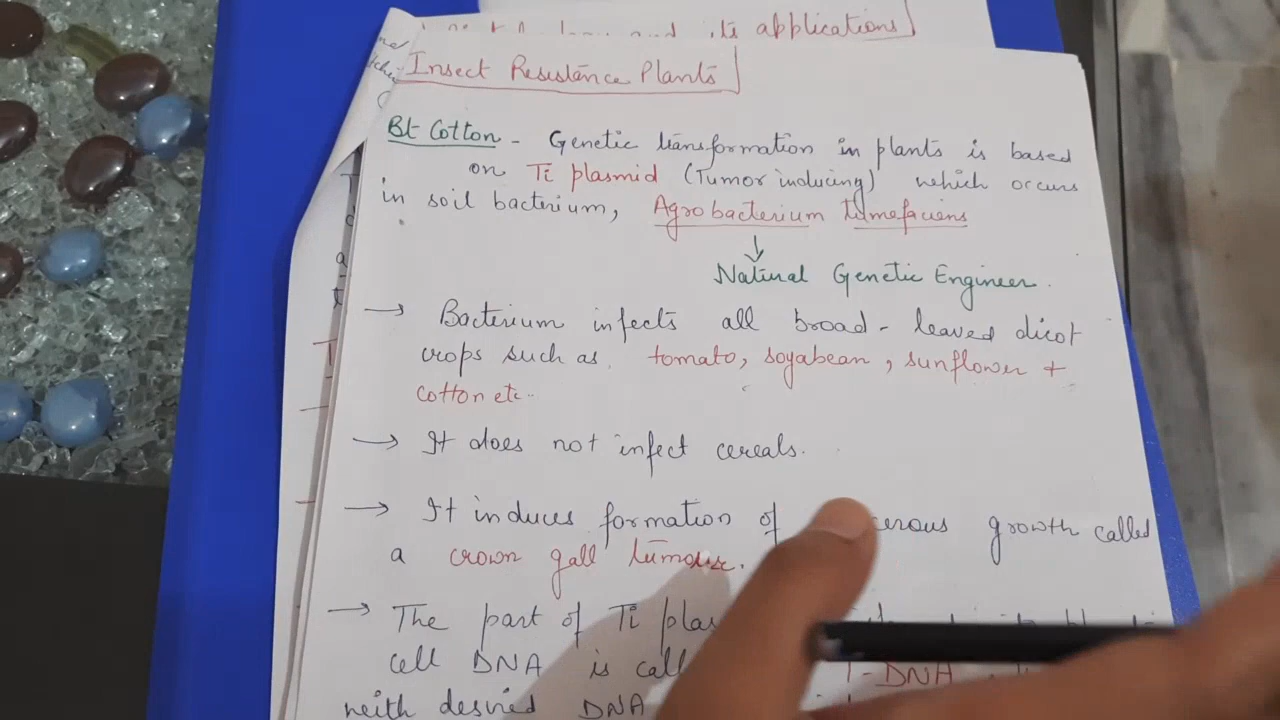 its applications
Insect Resistance Plants
Bt Cotton - Genetic transformation in plants is based
on Ti plasmid (Tumor inducing) which occurs
in soil bacterium, Agrobacterium tumefaciens
↓
Natural Genetic Engineer.
→ Bacterium infects all broad-leaved dicot
crops such as tomato, soyabean, sunflower +
cotton etc..
→ It does not infect cereals.
→ It induces formation of growth called
a crown gall tumour.
→ The part of Ti
cell DNA is T-DNA
with desired DNA